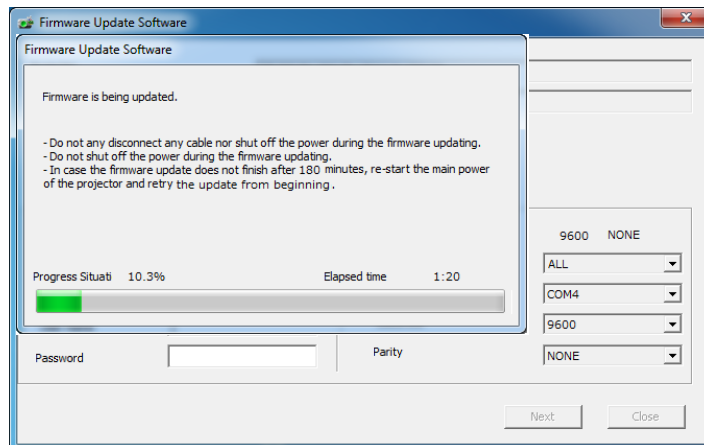 Firmware Update Software
Firmware Update Software
Firmware is being updated.
- Do not any disconnect any cable nor shut off the power during the firmware updating.
- Do not shut off the power during the firmware updating.
- In case the firmware update does not finish after 180 minutes, re-start the main power
of the projector and retry the update from beginning.
Progress Situati 10.3% Elapsed time 1:20
9600 NONE
ALL
COM4
9600
Password Parity NONE
Next Close